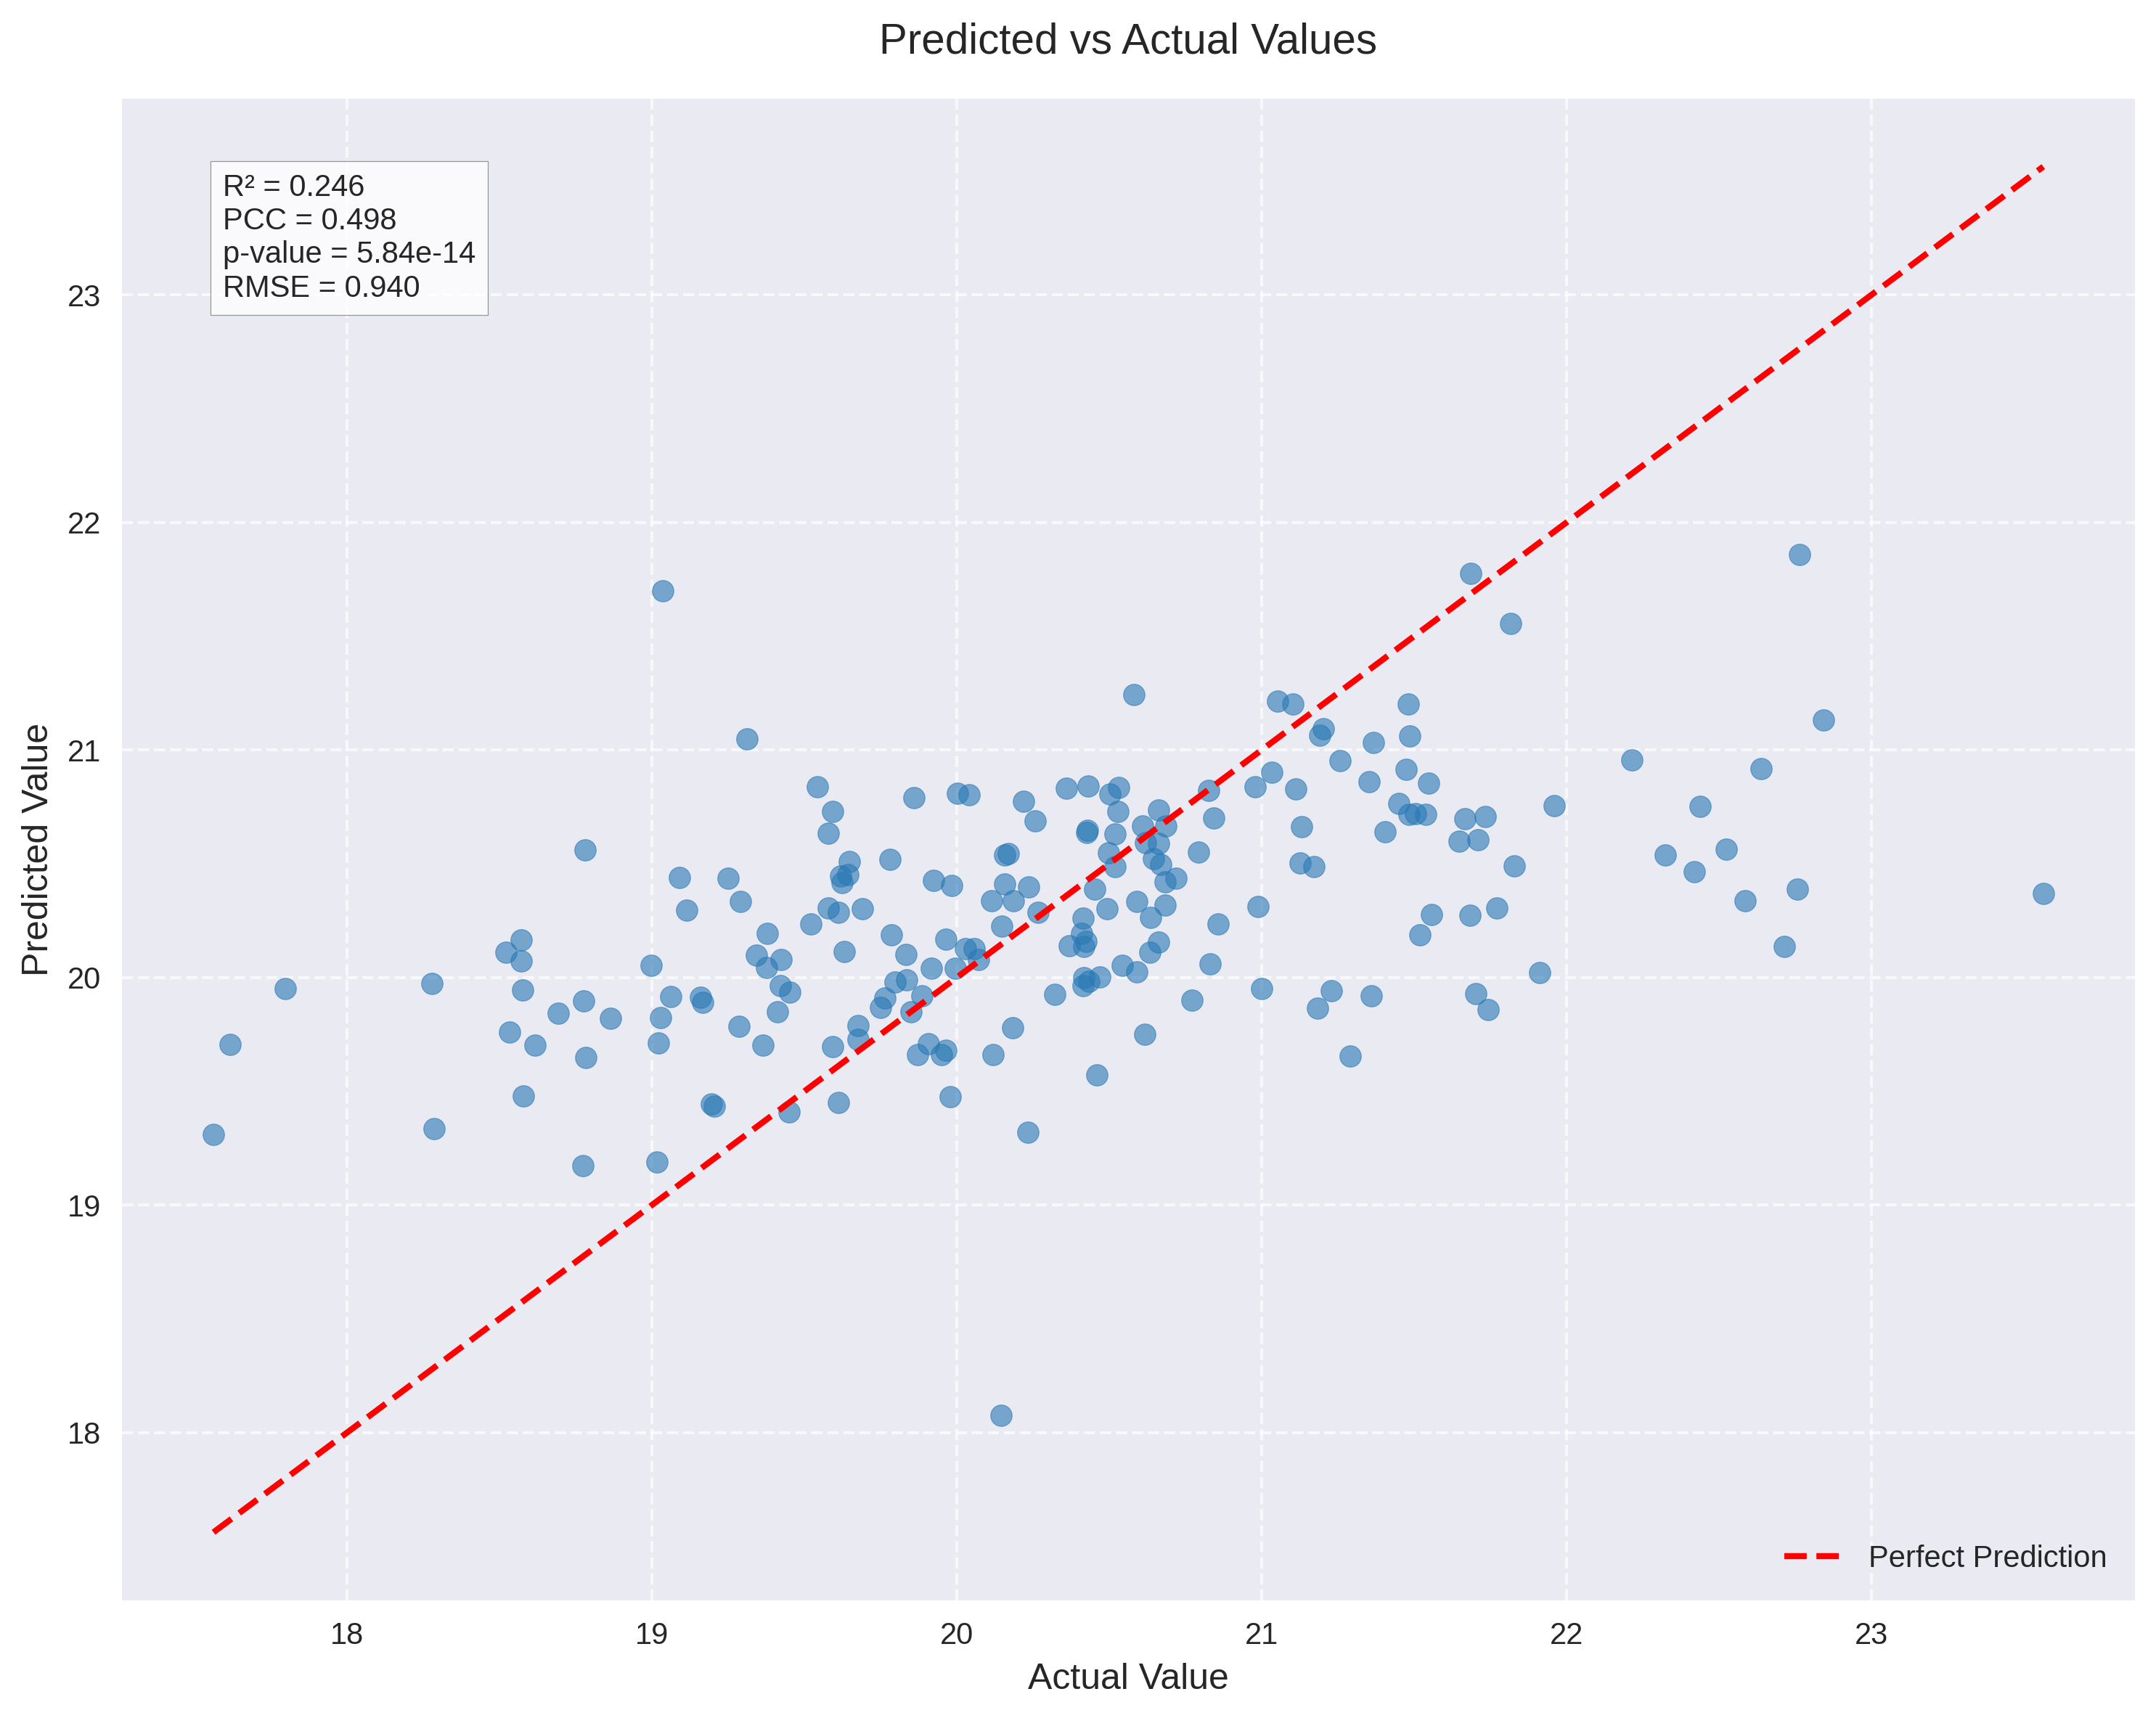 Predicted vs Actual Values
R² = 0.246
PCC = 0.498
p-value = 5.84e-14
RMSE = 0.940
23
22
21
20
19
18
Predicted Value
Perfect Prediction
18 19 20 21 22 23
Actual Value